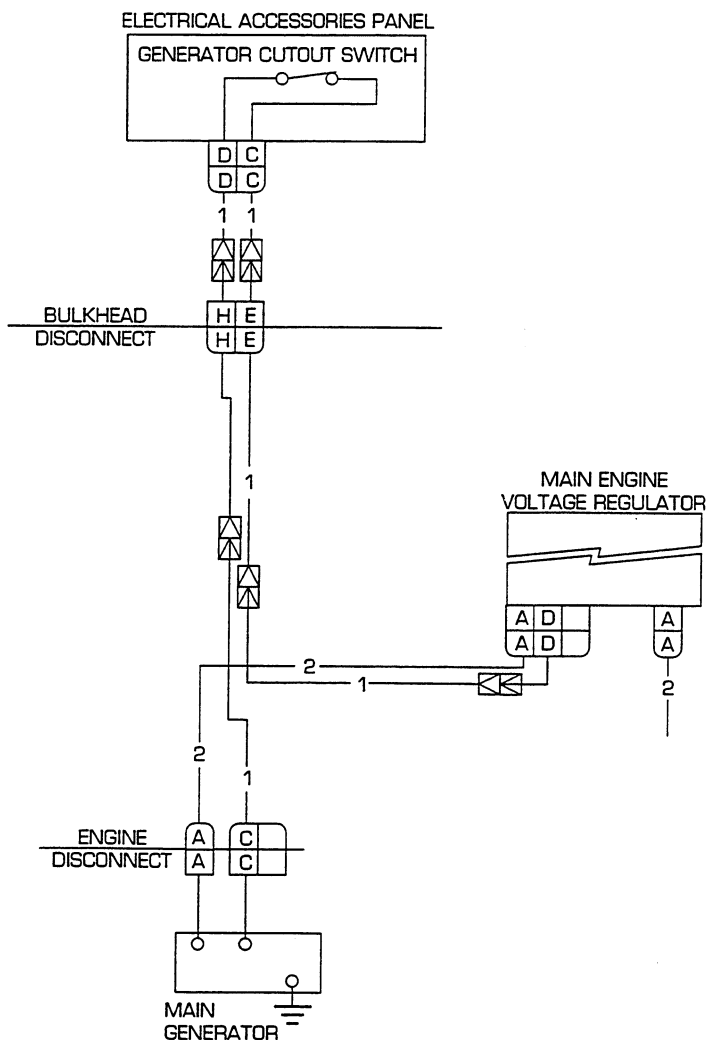 ELECTRICAL ACCESSORIES PANEL
GENERATOR CUTOUT SWITCH
D C
D C
1 1
BULKHEAD
DISCONNECT
H E
H E
1
MAIN ENGINE
VOLTAGE REGULATOR
A D
A D
A
A
2
1
2
2
1
ENGINE
DISCONNECT
A C
A C
MAIN
GENERATOR